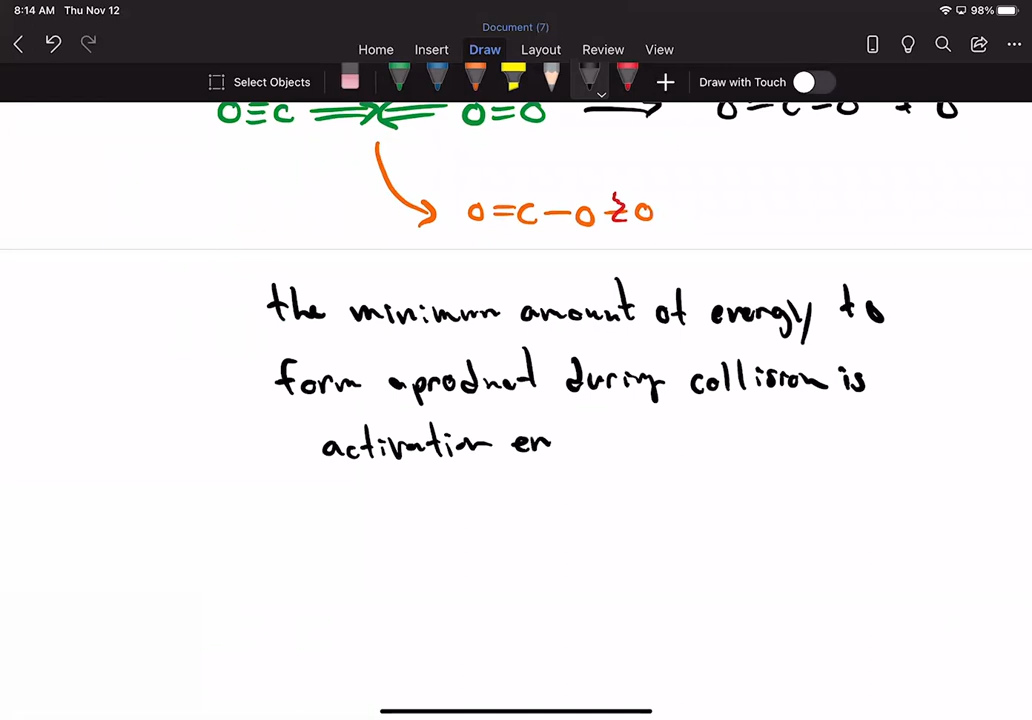 8:14 AM Thu Nov 12
98%
Document (7)
Home Insert Draw Layout Review View
Select Objects
Draw with Touch
O≡C O=O → O=C=O + O
O=C−O−O
the minimum amount of energy to
form a product during collision is
activation en